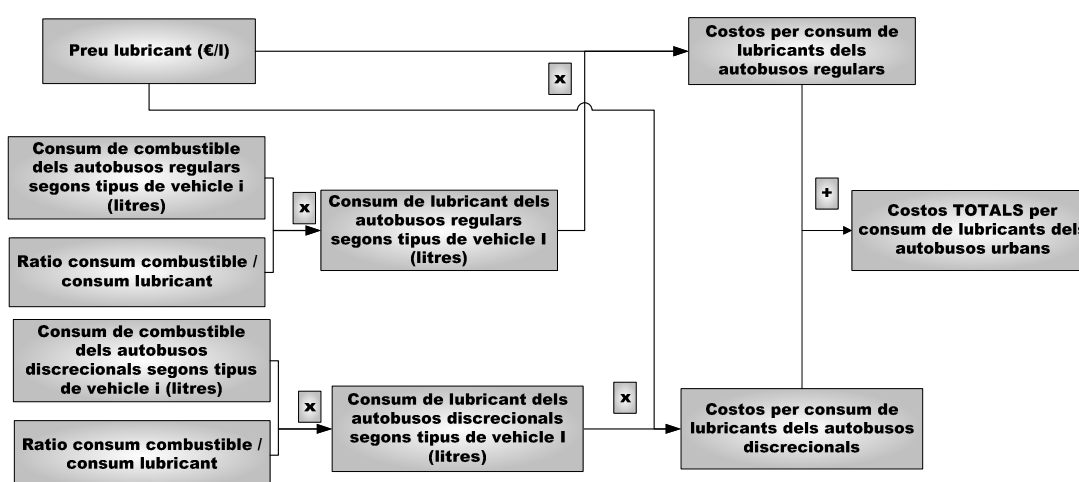 Preu lubricant (€/l)
x
Costos per consum de
lubricants dels
autobusos regulars
Consum de combustible
dels autobusos regulars
segons tipus de vehicle i
(litres)
x
Consum de lubricant dels
autobusos regulars
segons tipus de vehicle I
(litres)
Ratio consum combustible /
consum lubricant
+
Costos TOTALS per
consum de lubricants dels
autobusos urbans
Consum de combustible
dels autobusos
discrecionals segons tipus
de vehicle i (litres)
x
Consum de lubricant dels
autobusos discrecionals
segons tipus de vehicle I
(litres)
x
Costos per consum de
lubricants dels autobusos
discrecionals
Ratio consum combustible /
consum lubricant